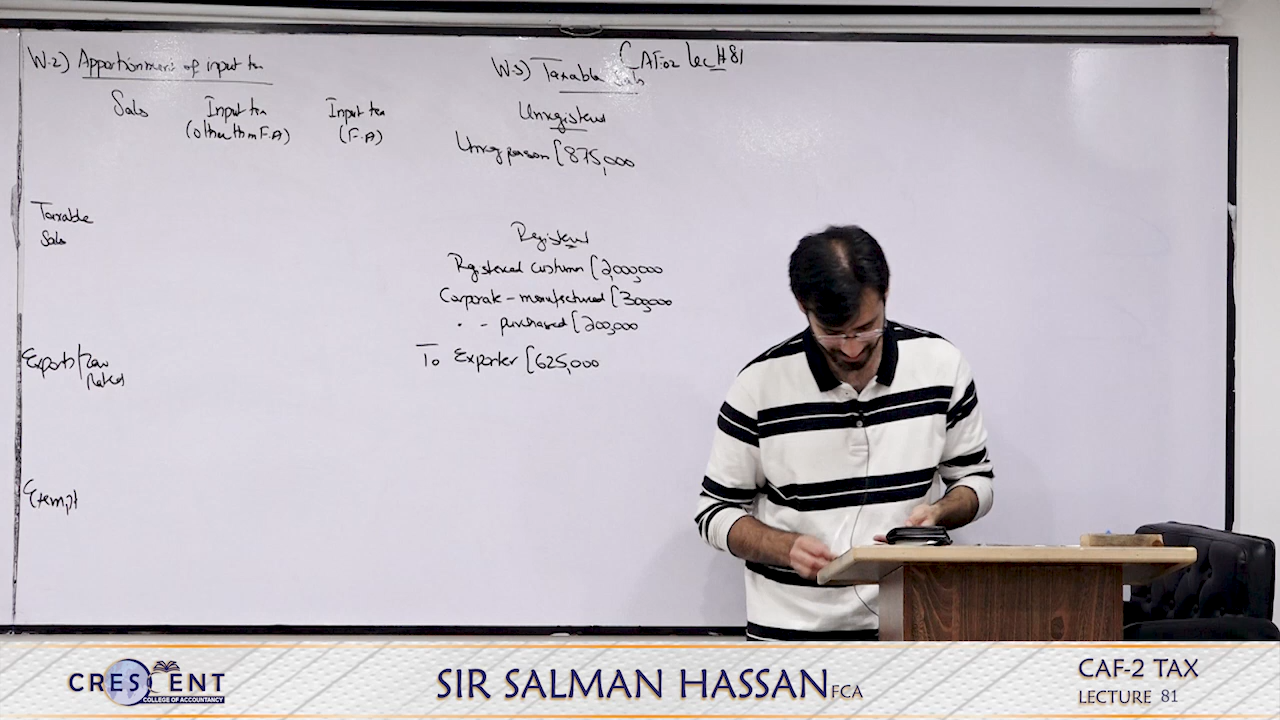 W-2) Apportionment of input tax
Sales
Input tax
(other than F.A)
Input tax
(F.A)
Taxable
Sales
Exports/Zero
Rated
Exempt
CAF-02 Lec # 81
W-3) Taxable Sales
Unregistered
Unreg person [875,000
Registered
Registered customer [2,000,000
Corporate - manufactured [300,000
" - purchased [200,000
To Exporter [625,000
CRESCENT
COLLEGE OF ACCOUNTANCY
SIR SALMAN HASSAN FCA
CAF-2 TAX
LECTURE 81